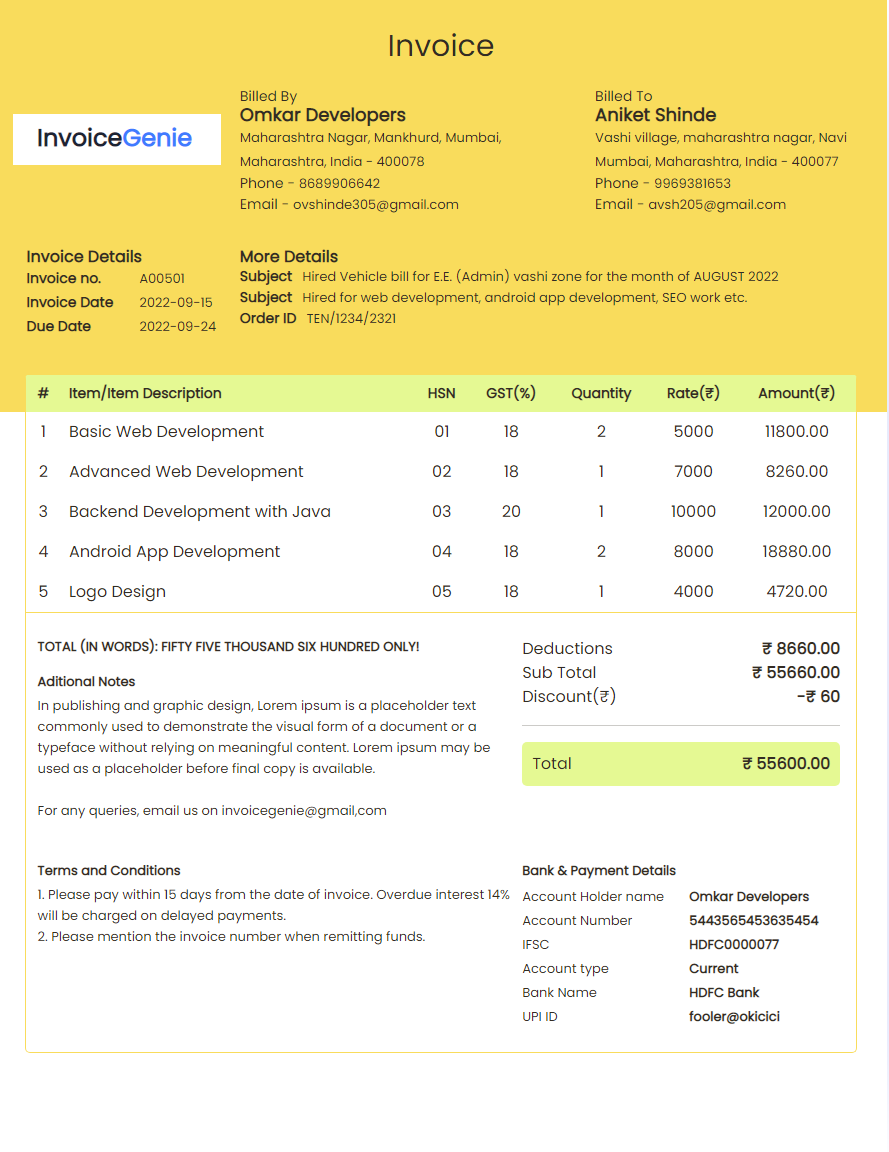 Invoice
InvoiceGenie
Billed By
Omkar Developers
Maharashtra Nagar, Mankhurd, Mumbai,
Maharashtra, India - 400078
Phone - 8689906642
Email - ovshinde305@gmail.com
Billed To
Aniket Shinde
Vashi village, maharashtra nagar, Navi
Mumbai, Maharashtra, India - 400077
Phone - 9969381653
Email - avsh205@gmail.com
Invoice Details
Invoice no. A00501
Invoice Date 2022-09-15
Due Date 2022-09-24
More Details
Subject Hired Vehicle bill for E.E. (Admin) vashi zone for the month of AUGUST 2022
Subject Hired for web development, android app development, SEO work etc.
Order ID TEN/1234/2321
# Item/Item Description HSN GST(%) Quantity Rate(₹) Amount(₹)
1 Basic Web Development 01 18 2 5000 11800.00
2 Advanced Web Development 02 18 1 7000 8260.00
3 Backend Development with Java 03 20 1 10000 12000.00
4 Android App Development 04 18 2 8000 18880.00
5 Logo Design 05 18 1 4000 4720.00
TOTAL (IN WORDS): FIFTY FIVE THOUSAND SIX HUNDRED ONLY!
Aditional Notes
In publishing and graphic design, Lorem ipsum is a placeholder text
commonly used to demonstrate the visual form of a document or a
typeface without relying on meaningful content. Lorem ipsum may be
used as a placeholder before final copy is available.
For any queries, email us on invoicegenie@gmail,com
Deductions ₹ 8660.00
Sub Total ₹ 55660.00
Discount(₹) -₹ 60
Total ₹ 55600.00
Terms and Conditions
1. Please pay within 15 days from the date of invoice. Overdue interest 14%
will be charged on delayed payments.
2. Please mention the invoice number when remitting funds.
Bank & Payment Details
Account Holder name Omkar Developers
Account Number 5443565453635454
IFSC HDFC0000077
Account type Current
Bank Name HDFC Bank
UPI ID fooler@okicici